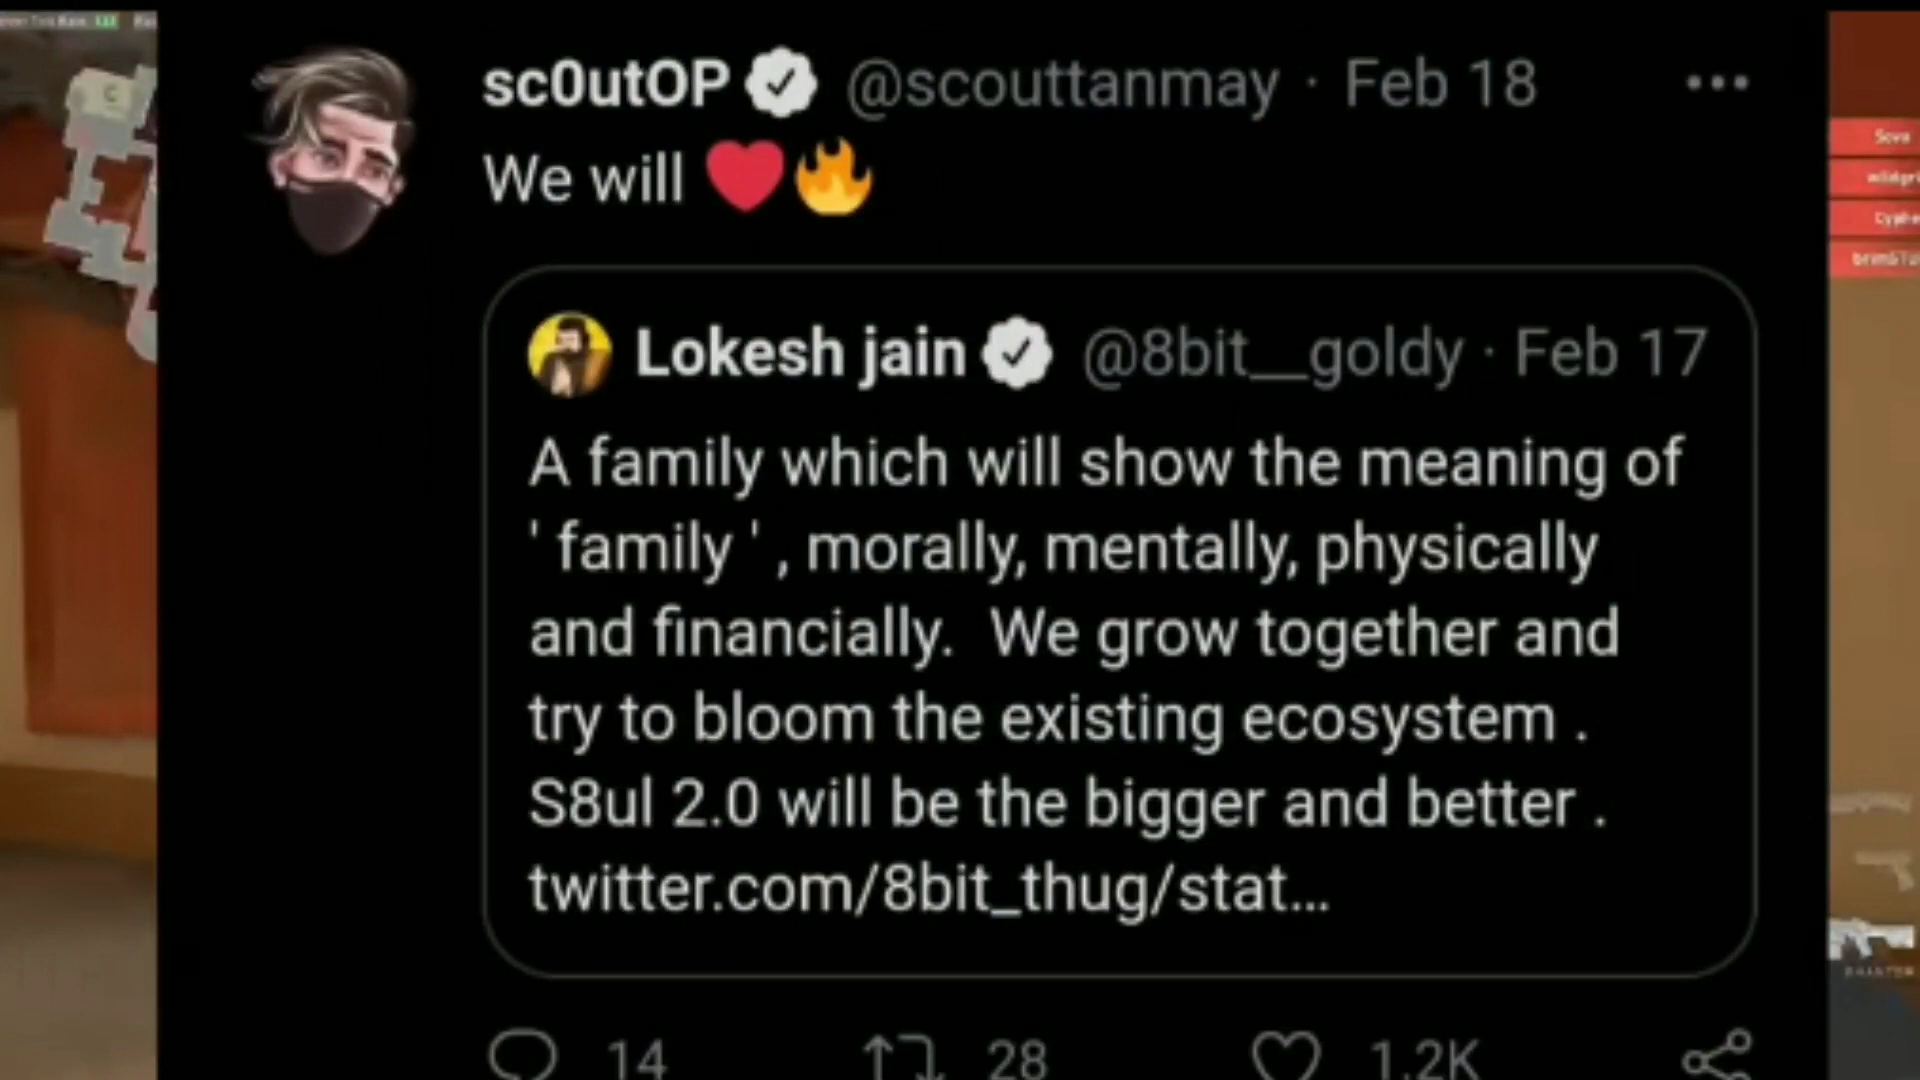 sc0utOP @scouttanmay · Feb 18
We will ❤️🔥
Lokesh jain @8bit__goldy · Feb 17
A family which will show the meaning of
' family ' , morally, mentally, physically
and financially.  We grow together and
try to bloom the existing ecosystem .
S8ul 2.0 will be the bigger and better .
twitter.com/8bit_thug/stat...
14 28 1.2K
Sova